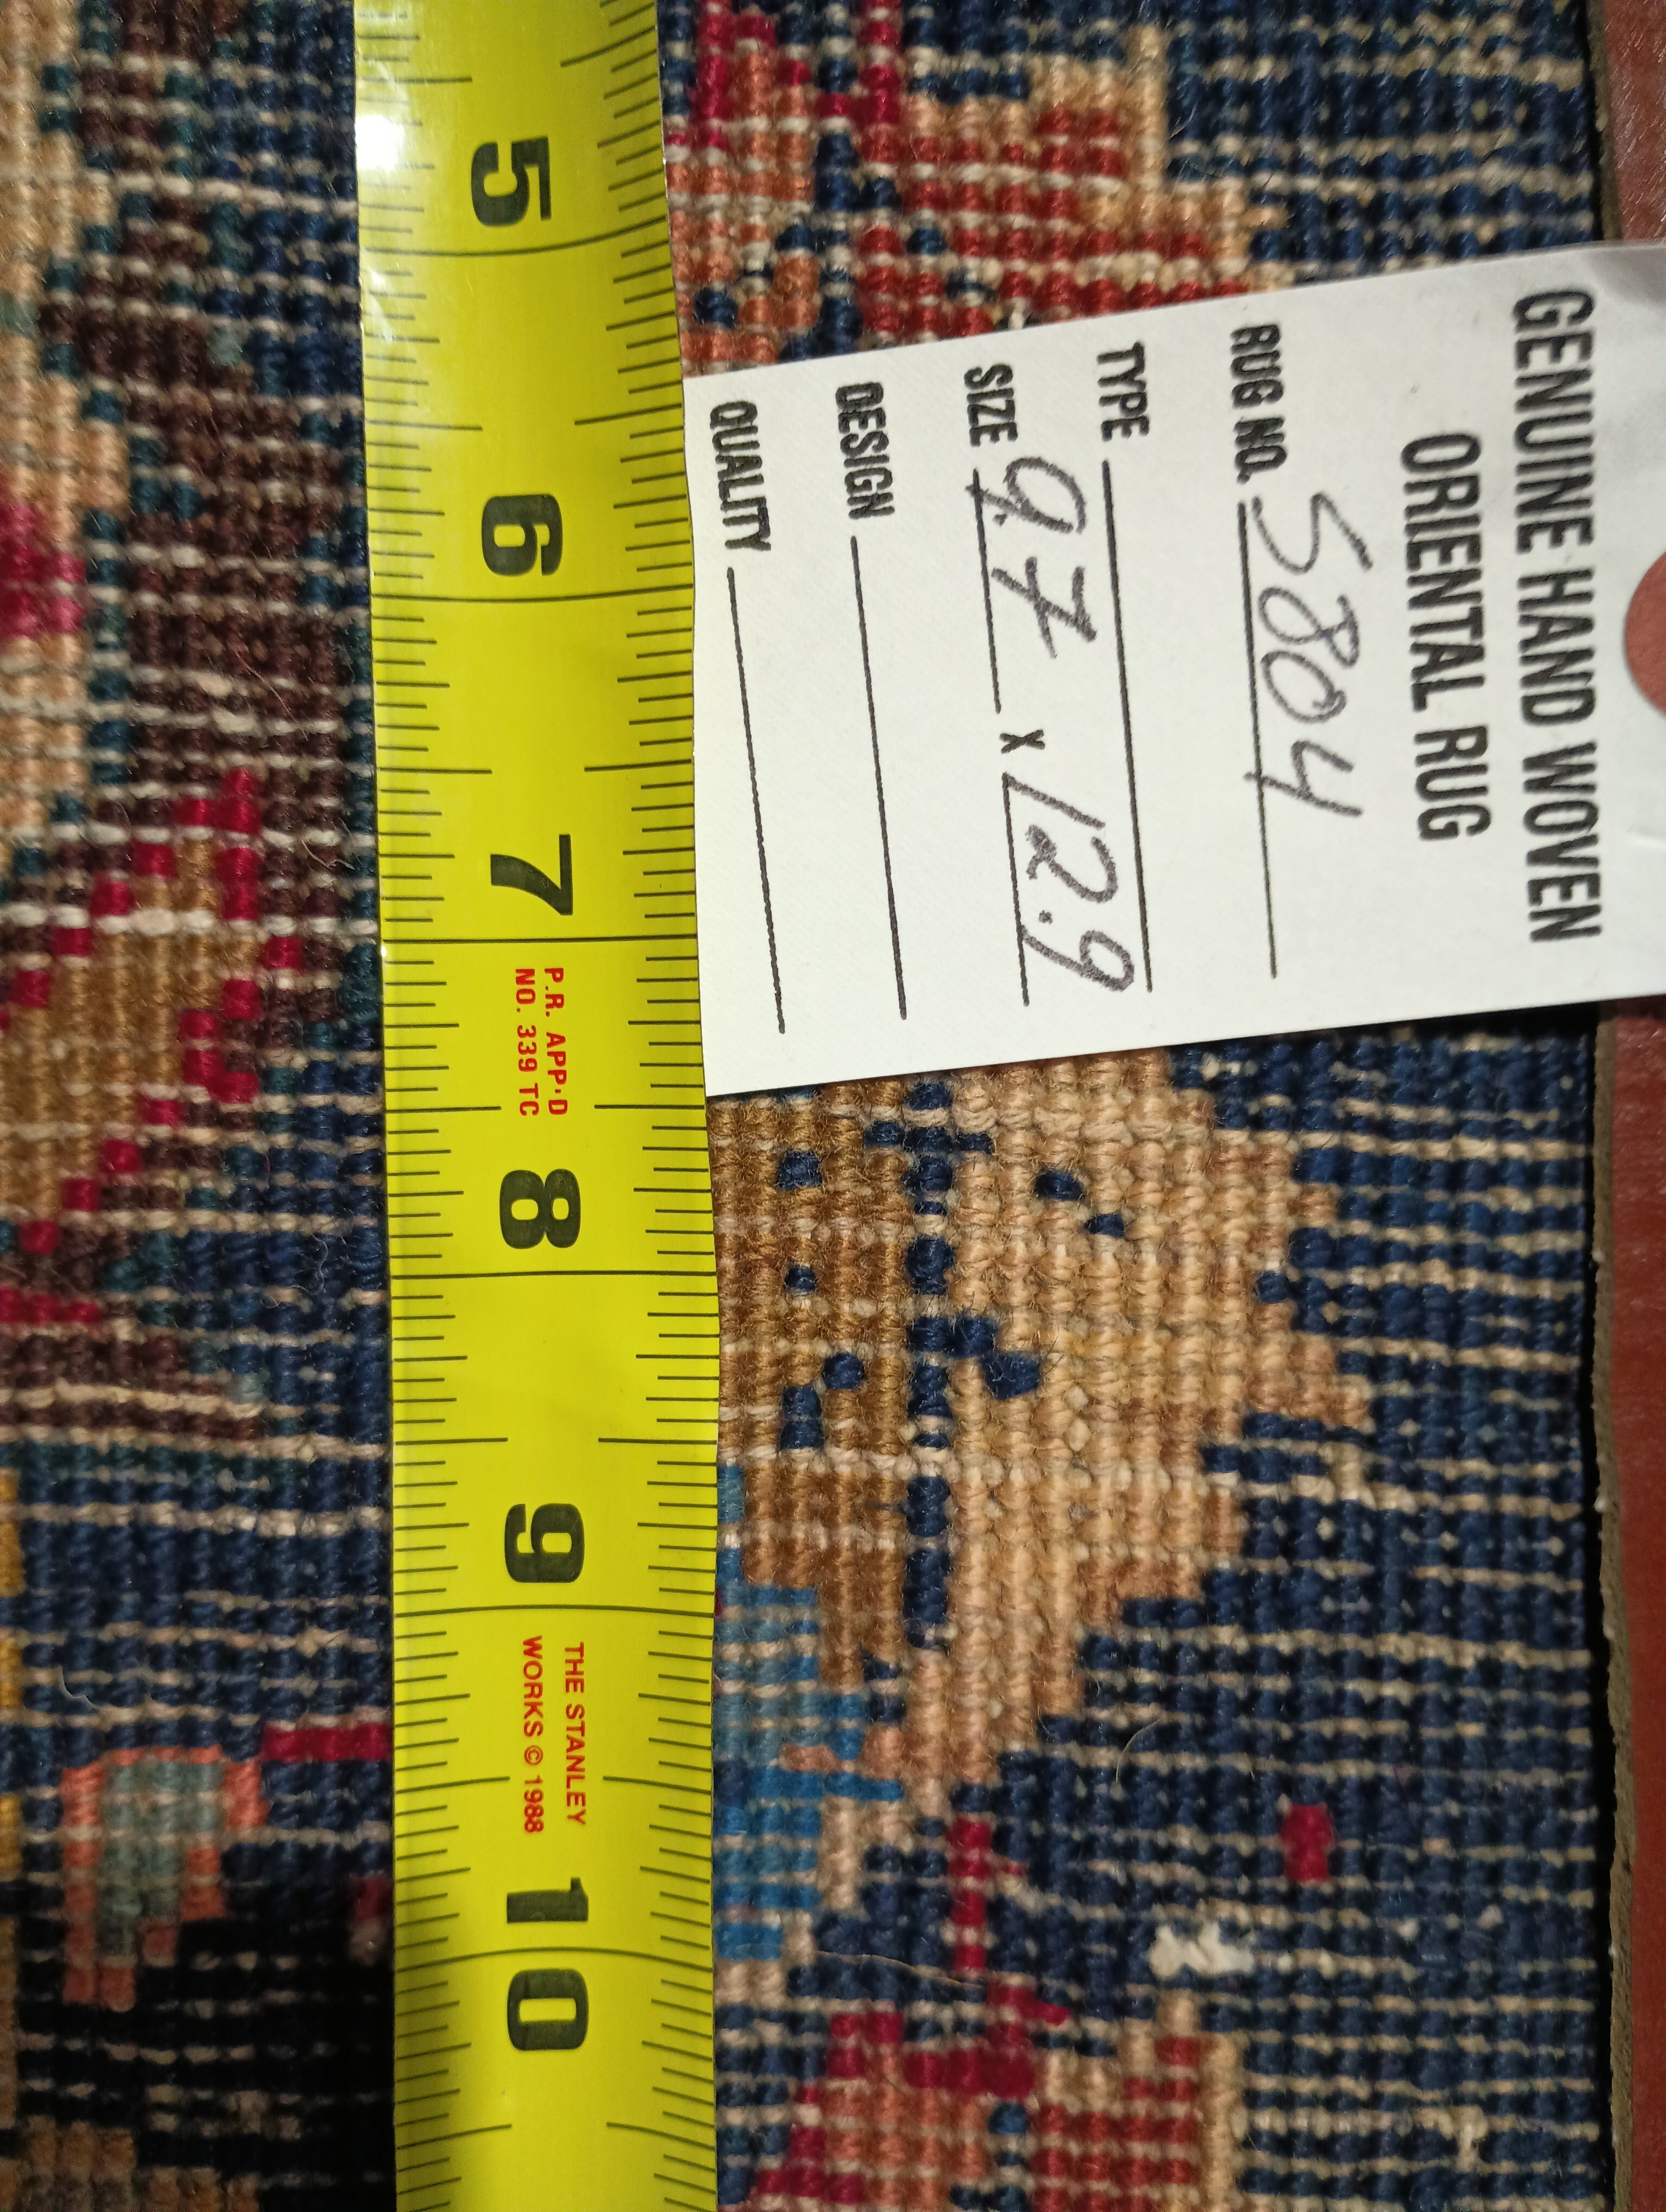 GENUINE HAND WOVEN
ORIENTAL RUG
RUG NO. 5804
TYPE
SIZE 9.7 x 12.9
DESIGN
QUALITY
5
6
7
P.R. APP'D
NO. 339 TC
8
9
THE STANLEY
WORKS © 1988
10